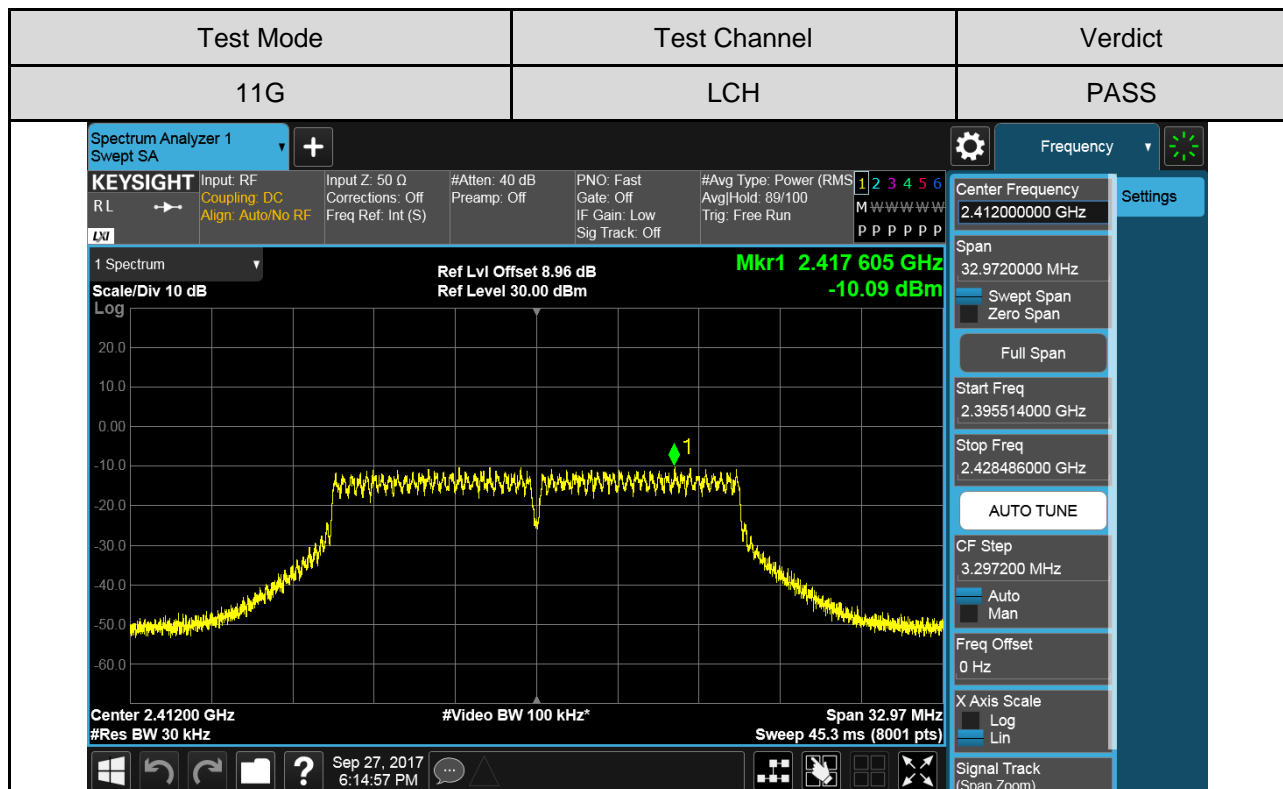 Test Mode Test Channel Verdict
11G LCH PASS
Spectrum Analyzer 1
Swept SA
Frequency
KEYSIGHT
R L
LXI
Input: RF
Coupling: DC
Align: Auto/No RF
Input Z: 50 Ω
Corrections: Off
Freq Ref: Int (S)
#Atten: 40 dB
Preamp: Off
PNO: Fast
Gate: Off
IF Gain: Low
Sig Track: Off
#Avg Type: Power (RMS
Avg|Hold: 89/100
Trig: Free Run
1 2 3 4 5 6
M W W W W W
P P P P P P
1 Spectrum
Scale/Div 10 dB
Log
Ref Lvl Offset 8.96 dB
Ref Level 30.00 dBm
Mkr1 2.417 605 GHz
-10.09 dBm
20.0
10.0
0.00
-10.0
-20.0
-30.0
-40.0
-50.0
-60.0
1
Center 2.41200 GHz
#Res BW 30 kHz
#Video BW 100 kHz*
Span 32.97 MHz
Sweep 45.3 ms (8001 pts)
?
Sep 27, 2017
6:14:57 PM
Center Frequency
2.412000000 GHz
Settings
Span
32.9720000 MHz
Swept Span
Zero Span
Full Span
Start Freq
2.395514000 GHz
Stop Freq
2.428486000 GHz
AUTO TUNE
CF Step
3.297200 MHz
Auto
Man
Freq Offset
0 Hz
X Axis Scale
Log
Lin
Signal Track
(Span Zoom)